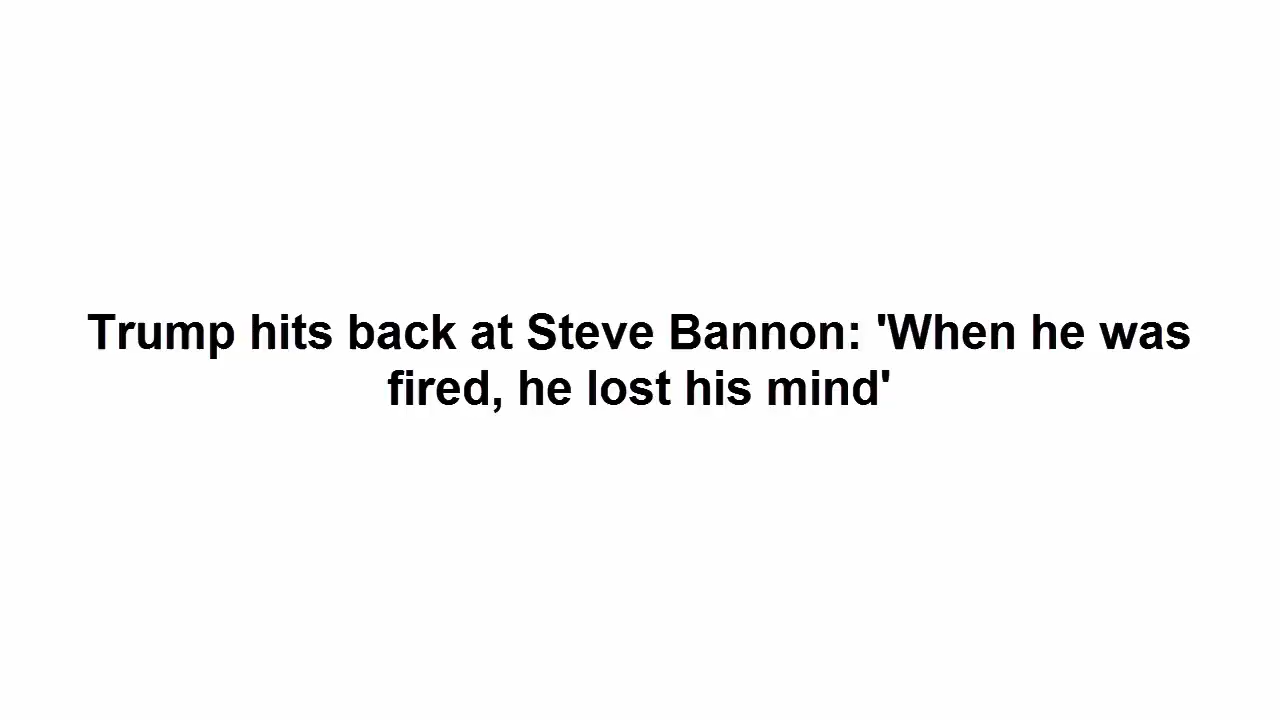 Trump hits back at Steve Bannon: 'When he was
fired, he lost his mind'